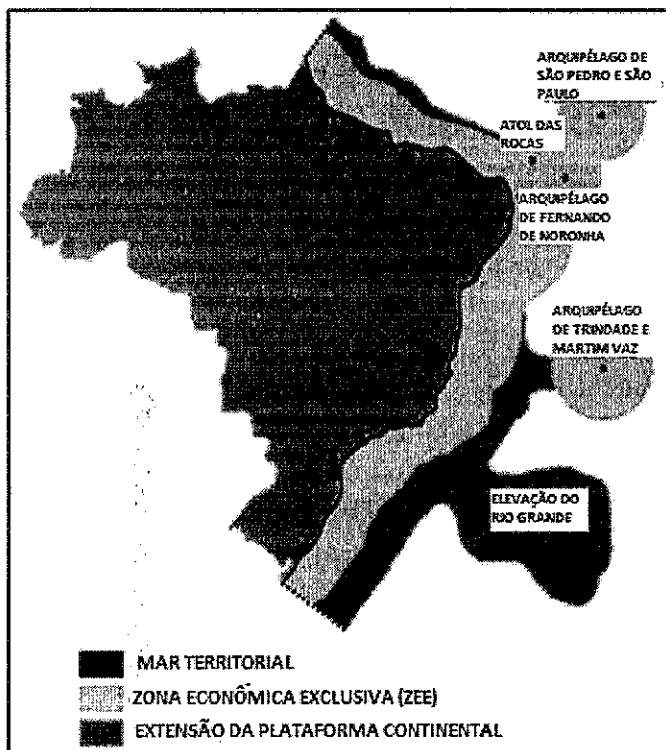 ARQUIPÉLAGO DE
SÃO PEDRO E SÃO
PAULO
ATOL DAS
ROCAS
ARQUIPÉLAGO
DE FERNANDO
DE NORONHA
ARQUIPÉLAGO
DE TRINDADE E
MARTIM VAZ
ELEVAÇÃO DO
RIO GRANDE
MAR TERRITORIAL
ZONA ECONÔMICA EXCLUSIVA (ZEE)
EXTENSÃO DA PLATAFORMA CONTINENTAL